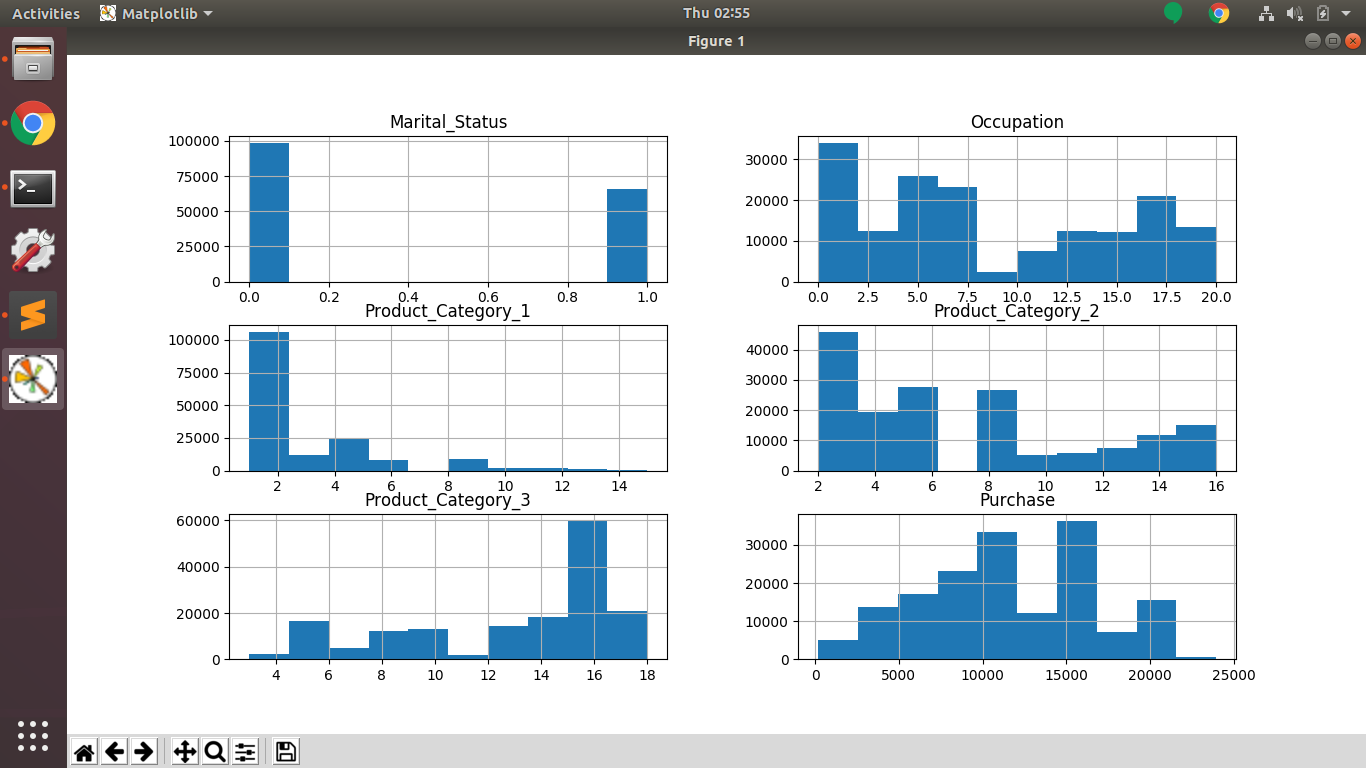 Activities Matplotlib Thu 02:55
Figure 1
Marital_Status
100000
75000
50000
25000
0
0.0 0.2 0.4 0.6 0.8 1.0
Occupation
30000
20000
10000
0
0.0 2.5 5.0 7.5 10.0 12.5 15.0 17.5 20.0
Product_Category_1
100000
75000
50000
25000
0
2 4 6 8 10 12 14
Product_Category_2
40000
30000
20000
10000
0
2 4 6 8 10 12 14 16
Product_Category_3
60000
40000
20000
0
4 6 8 10 12 14 16 18
Purchase
30000
20000
10000
0
0 5000 10000 15000 20000 25000